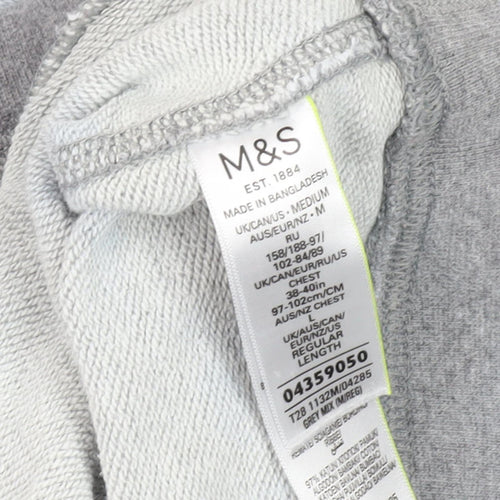 M&S
EST. 1884
MADE IN BANGLADESH
UK/CAN/US · MEDIUM
AUS/EUR/NZ · M
RU
158/188-97/
102-84/89
UK/CAN/EUR/RU/US
CHEST
38-40in
97-102cm/CM
AUS/NZ CHEST
L
UK/AUS/CAN/
EUR/NZ/US
REGULAR
LENGTH
8
04359050
T28 1132M/04285
GREY MIX (M/REG)